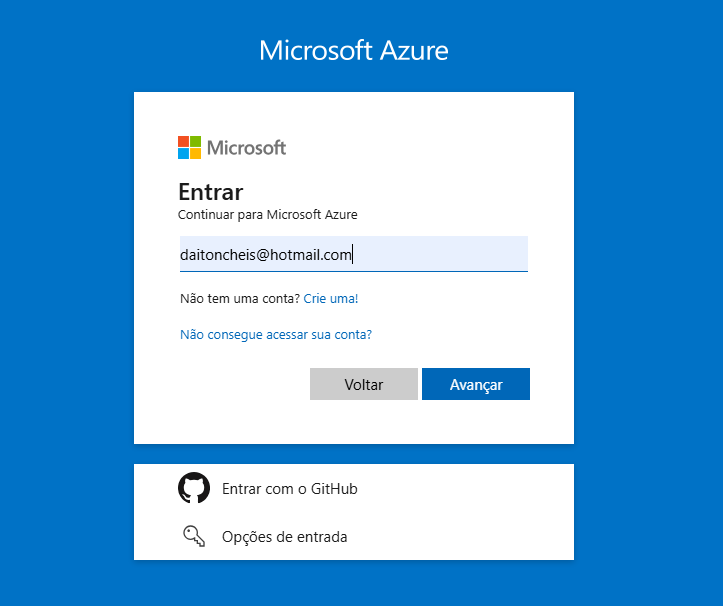 Microsoft Azure
Microsoft
Entrar
Continuar para Microsoft Azure
daitoncheis@hotmail.com
Não tem uma conta? Crie uma!
Não consegue acessar sua conta?
Voltar
Avançar
Entrar com o GitHub
Opções de entrada